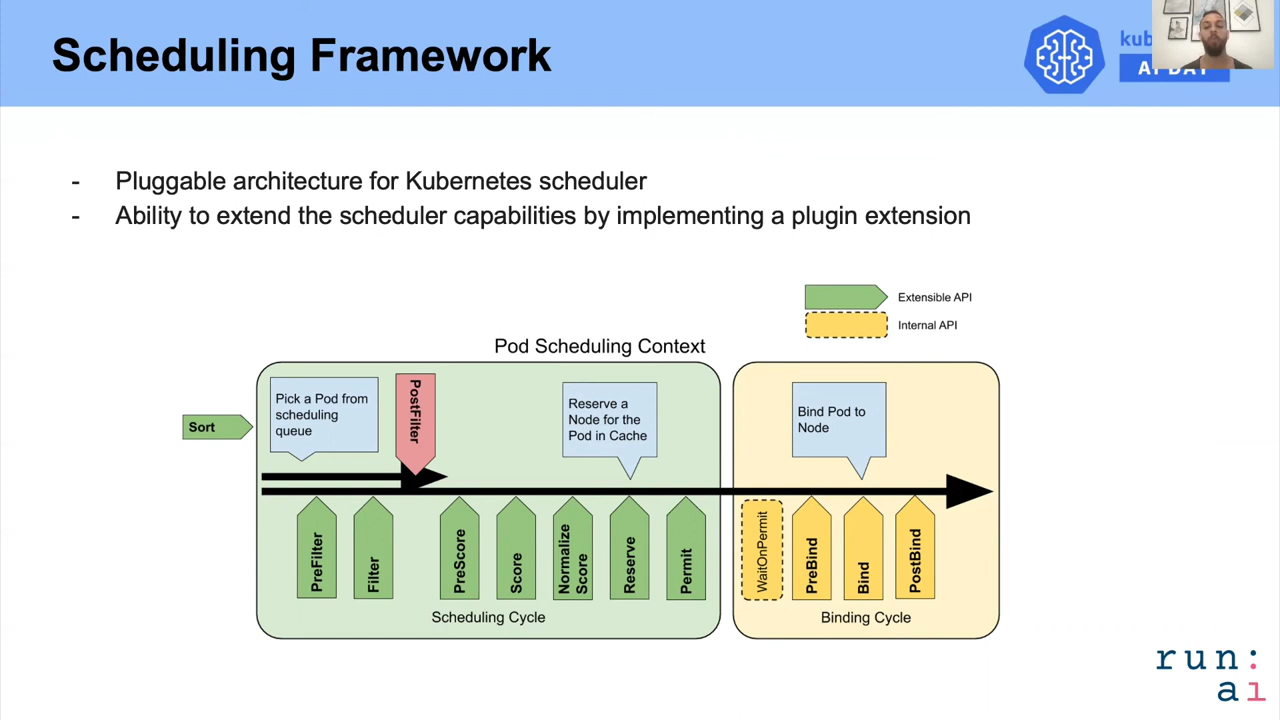 Scheduling Framework
- Pluggable architecture for Kubernetes scheduler
- Ability to extend the scheduler capabilities by implementing a plugin extension
Extensible API
Internal API
Pod Scheduling Context
Sort
Pick a Pod from
scheduling
queue
PostFilter
Reserve a
Node for the
Pod in Cache
Bind Pod to
Node
PreFilter
Filter
PreScore
Score
Normalize
Score
Reserve
Permit
WaitOnPermit
PreBind
Bind
PostBind
Scheduling Cycle
Binding Cycle
run:
ai